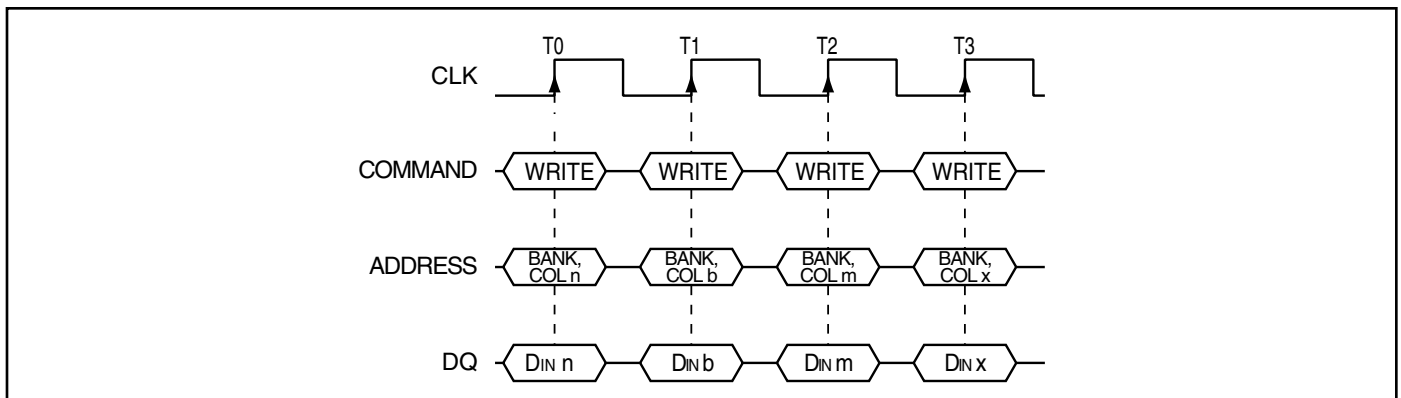 T0 T1 T2 T3
CLK
COMMAND WRITE WRITE WRITE WRITE
ADDRESS BANK, COL n BANK, COL b BANK, COL m BANK, COL x
DQ DIN n DIN b DIN m DIN x